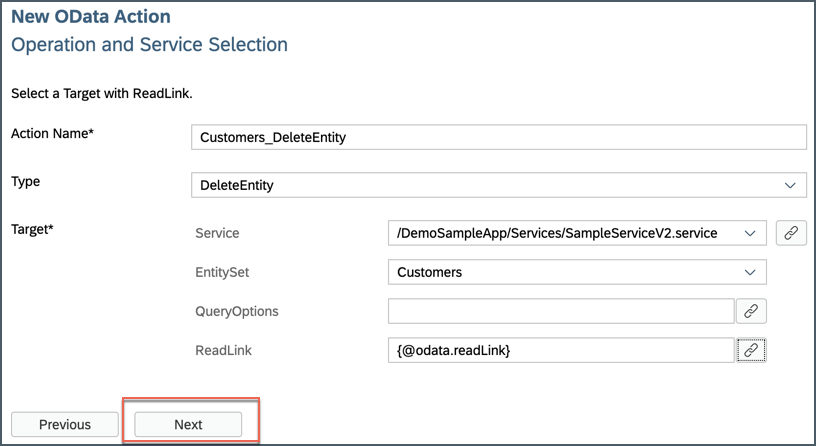 New OData Action
Operation and Service Selection
Select a Target with ReadLink.
Action Name* Customers_DeleteEntity
Type DeleteEntity
Target* Service /DemoSampleApp/Services/SampleServiceV2.service
EntitySet Customers
QueryOptions
ReadLink {@odata.readLink}
Previous Next